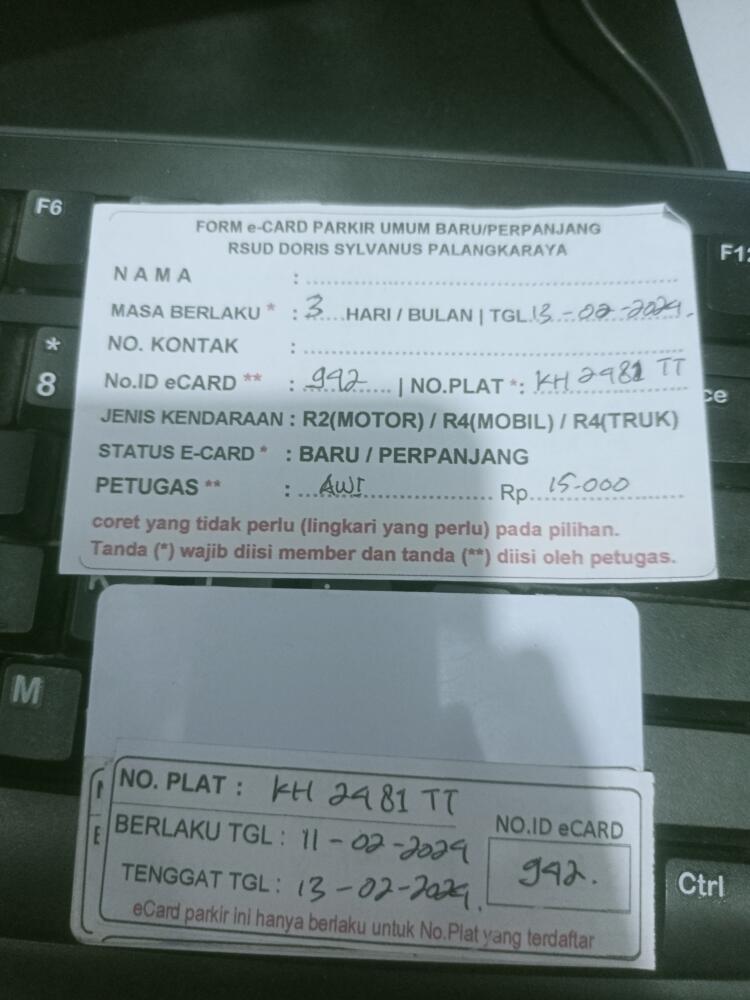 F6
F12
*
8
M
Ctrl
FORM e-CARD PARKIR UMUM BARU/PERPANJANG
RSUD DORIS SYLVANUS PALANGKARAYA
NAMA :
MASA BERLAKU * : 3 HARI / BULAN | TGL. 13-02-2024.
NO. KONTAK :
No.ID eCARD ** : 942 | NO.PLAT *: KH 2481 TT
JENIS KENDARAAN : R2(MOTOR) / R4(MOBIL) / R4(TRUK)
STATUS E-CARD * : BARU / PERPANJANG
PETUGAS ** : AWI Rp. 15.000
coret yang tidak perlu (lingkari yang perlu) pada pilihan.
Tanda (*) wajib diisi member dan tanda (**) diisi oleh petugas.
NO. PLAT : KH 2481 TT
BERLAKU TGL : 11-02-2024
TENGGAT TGL : 13-02-2024.
NO.ID eCARD
942.
eCard parkir ini hanya berlaku untuk No.Plat yang terdaftar